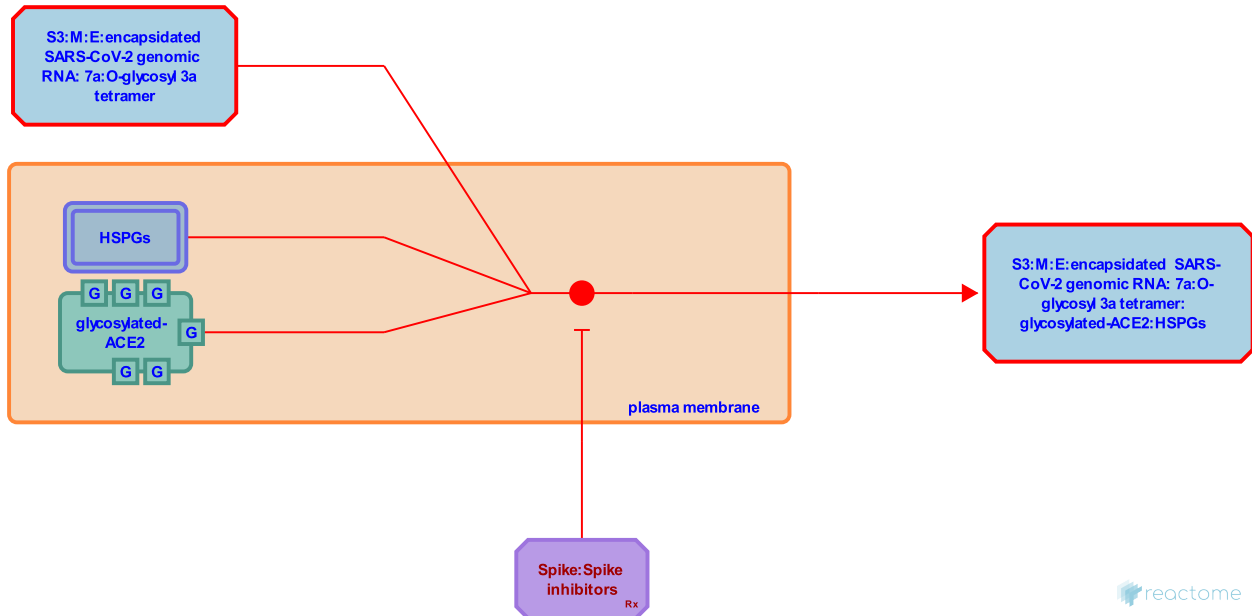 S3:M:E:encapsidated
SARS-CoV-2 genomic
RNA: 7a:O-glycosyl 3a
tetramer
HSPGs
G G G
glycosylated-
ACE2
G
G G
plasma membrane
S3:M:E:encapsidated SARS-
CoV-2 genomic RNA: 7a:O-
glycosyl 3a tetramer:
glycosylated-ACE2:HSPGs
Spike:Spike
inhibitors
Rx
reactome